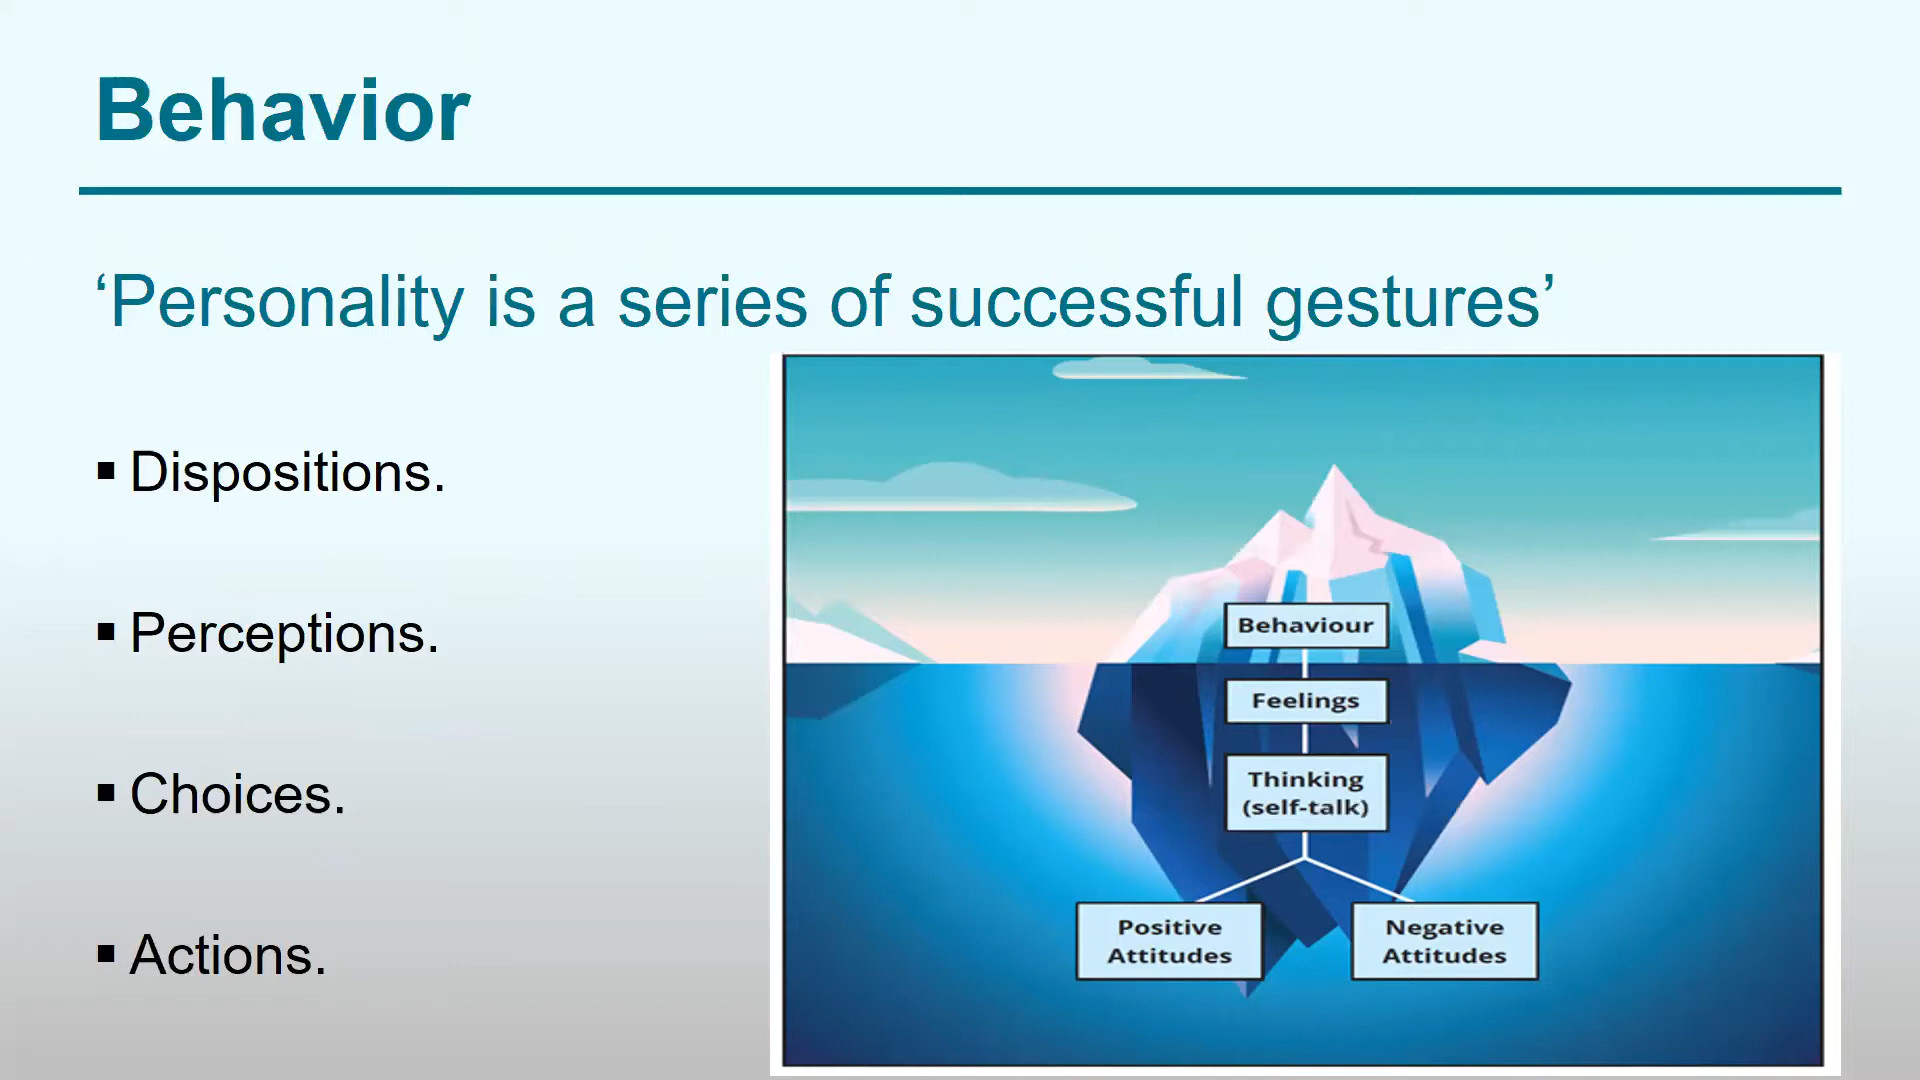 Behavior
‘Personality is a series of successful gestures’
▪ Dispositions.
▪ Perceptions.
▪ Choices.
▪ Actions.
Behaviour
Feelings
Thinking
(self-talk)
Positive
Attitudes
Negative
Attitudes